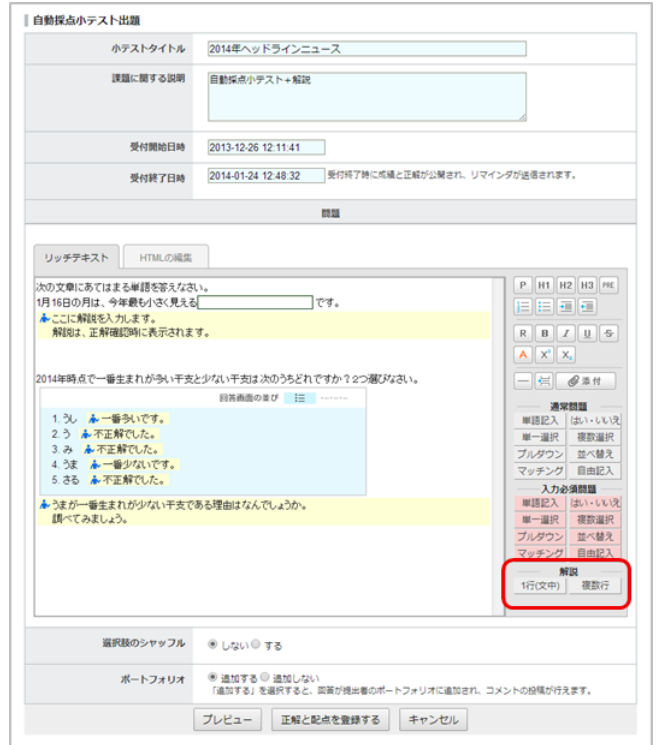 自動採点小テスト出題
小テストタイトル
2014年ヘッドラインニュース
課題に関する説明
自動採点小テスト+解説
受付開始日時
2013-12-26 12:11:41
受付終了日時
2014-01-24 12:48:32 受付終了時に成績と正解が公開され、リマインダが送信されます。
問題
リッチテキスト HTMLの編集
次の文章にあてはまる単語を答えなさい。
1月16日の月は、今年最も小さく見える です。
ここに解説を入力します。
解説は、正解確認時に表示されます。
2014年時点で一番生まれが多い干支と少ない干支は次のうちどれですか?2つ選びなさい。
回答画面の並び
1. うし 一番多いです。
2. う 不正解でした。
3. み 不正解でした。
4. うま 一番少ないです。
5. さる 不正解でした。
うまが一番生まれが少ない干支である理由はなんでしょうか。
調べてみましょう。
P H1 H2 H3 PRE
R B I U S
A X² X₂
添付
通常問題
単語記入 はい・いいえ
単一選択 複数選択
プルダウン 並べ替え
マッチング 自由記入
入力必須問題
単語記入 はい・いいえ
単一選択 複数選択
プルダウン 並べ替え
マッチング 自由記入
解説
1行(文中) 複数行
選択肢のシャッフル
しない する
ポートフォリオ
追加する 追加しない
「追加する」を選択すると、回答が提出者のポートフォリオに追加され、コメントの投稿が行えます。
プレビュー 正解と配点を登録する キャンセル